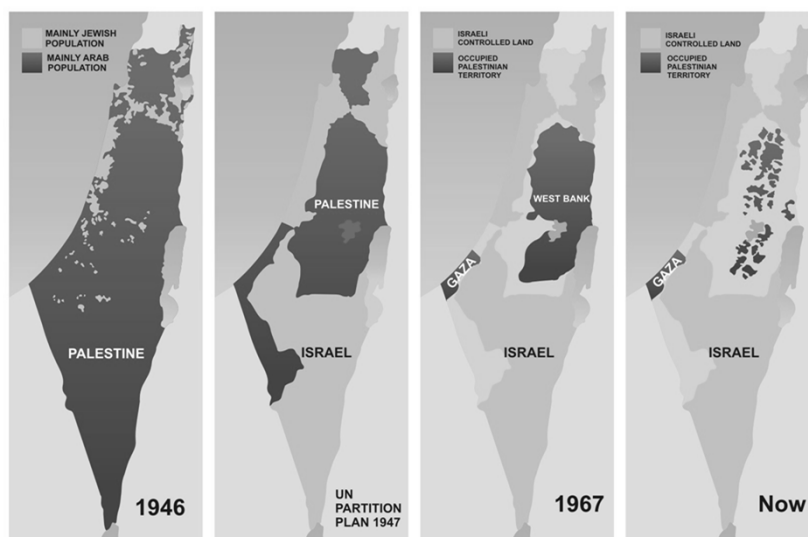 MAINLY JEWISH
POPULATION
MAINLY ARAB
POPULATION
PALESTINE
1946
PALESTINE
ISRAEL
UN
PARTITION
PLAN 1947
ISRAELI
CONTROLLED LAND
OCCUPIED
PALESTINIAN
TERRITORY
WEST BANK
GAZA
ISRAEL
1967
ISRAELI
CONTROLLED LAND
OCCUPIED
PALESTINIAN
TERRITORY
GAZA
ISRAEL
Now